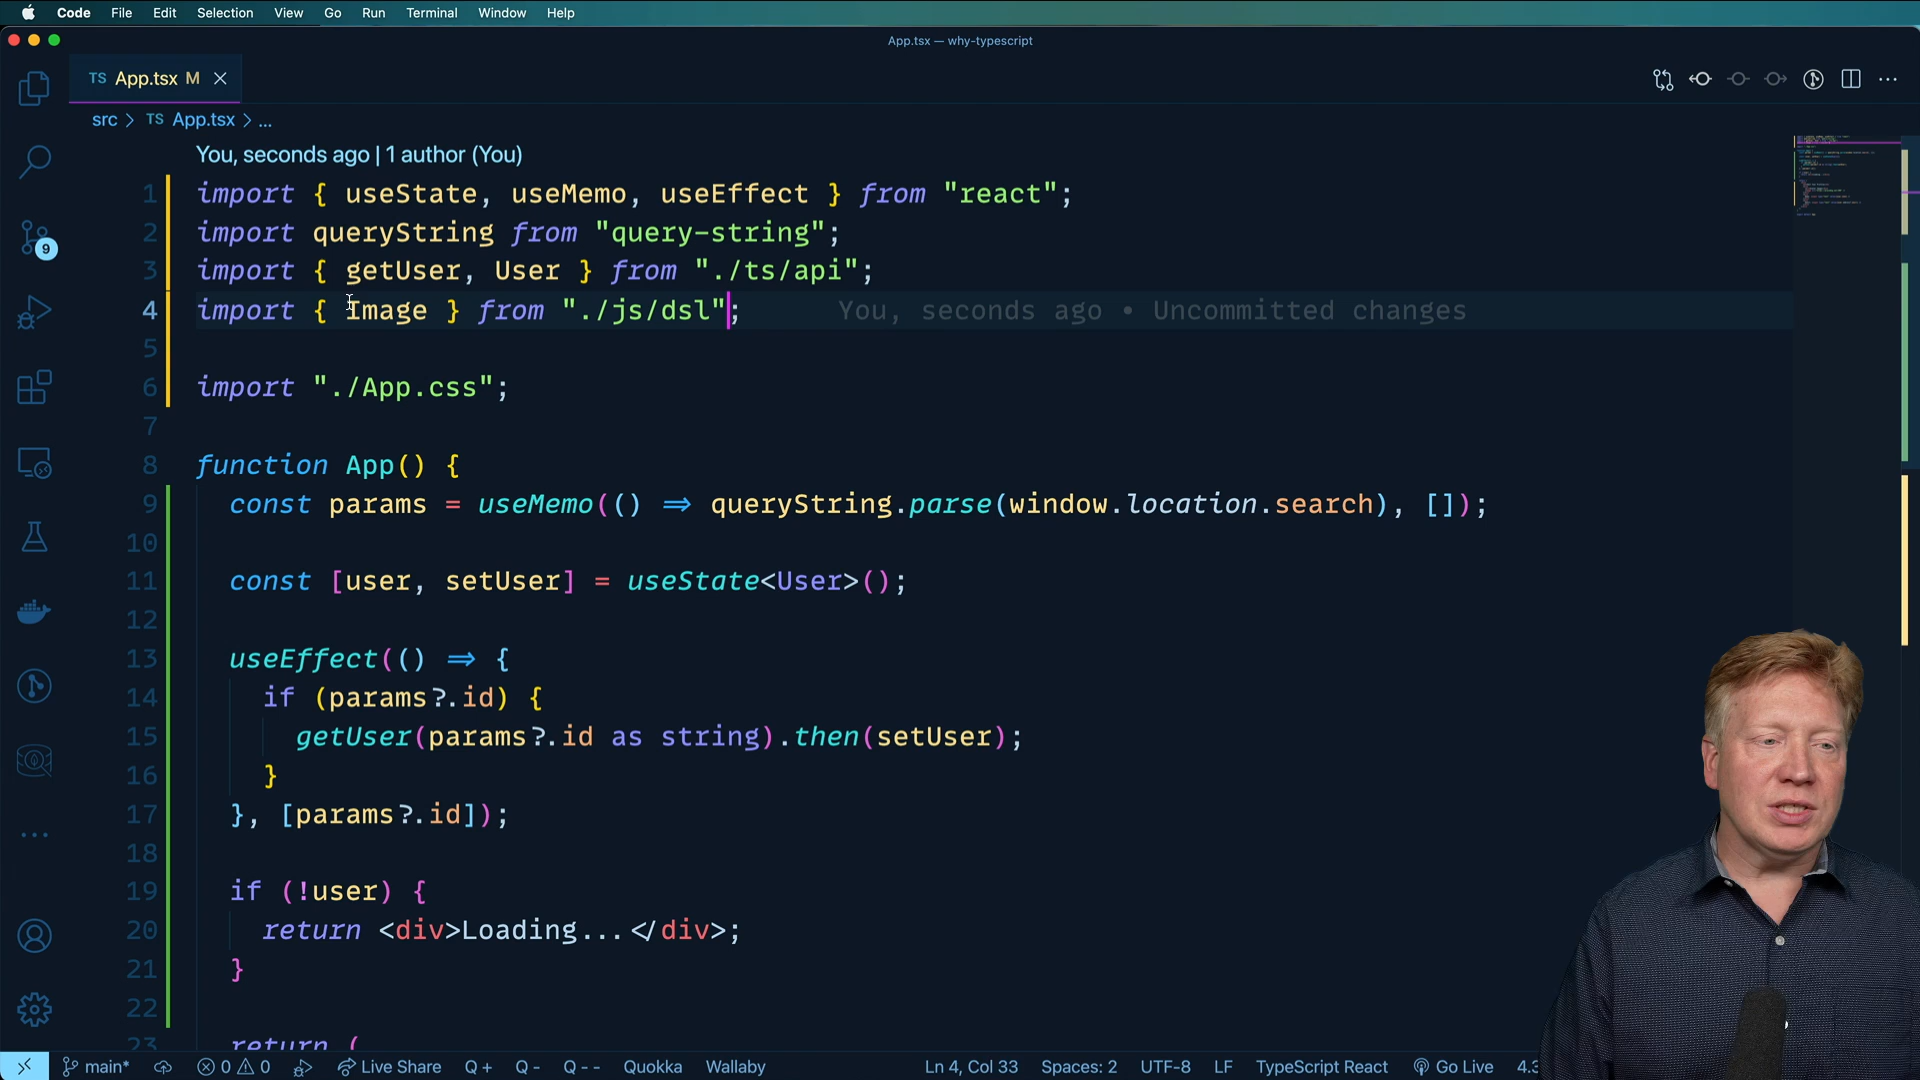 Code File Edit Selection View Go Run Terminal Window Help
App.tsx — why-typescript
TS App.tsx M
src > TS App.tsx > ...
You, seconds ago | 1 author (You)
1 import { useState, useMemo, useEffect } from "react";
2 import queryString from "query-string";
3 import { getUser, User } from "./ts/api";
4 import { Image } from "./js/dsl"; You, seconds ago • Uncommitted changes
5
6 import "./App.css";
7
8 function App() {
9 const params = useMemo(() => queryString.parse(window.location.search), []);
10
11 const [user, setUser] = useState<User>();
12
13 useEffect(() => {
14 if (params?.id) {
15 getUser(params?.id as string).then(setUser);
16 }
17 }, [params?.id]);
18
19 if (!user) {
20 return <div>Loading...</div>;
21 }
22
23 return (
9
main* 0 0 Live Share Q + Q - Q -- Quokka Wallaby Ln 4, Col 33 Spaces: 2 UTF-8 LF TypeScript React Go Live 4.3